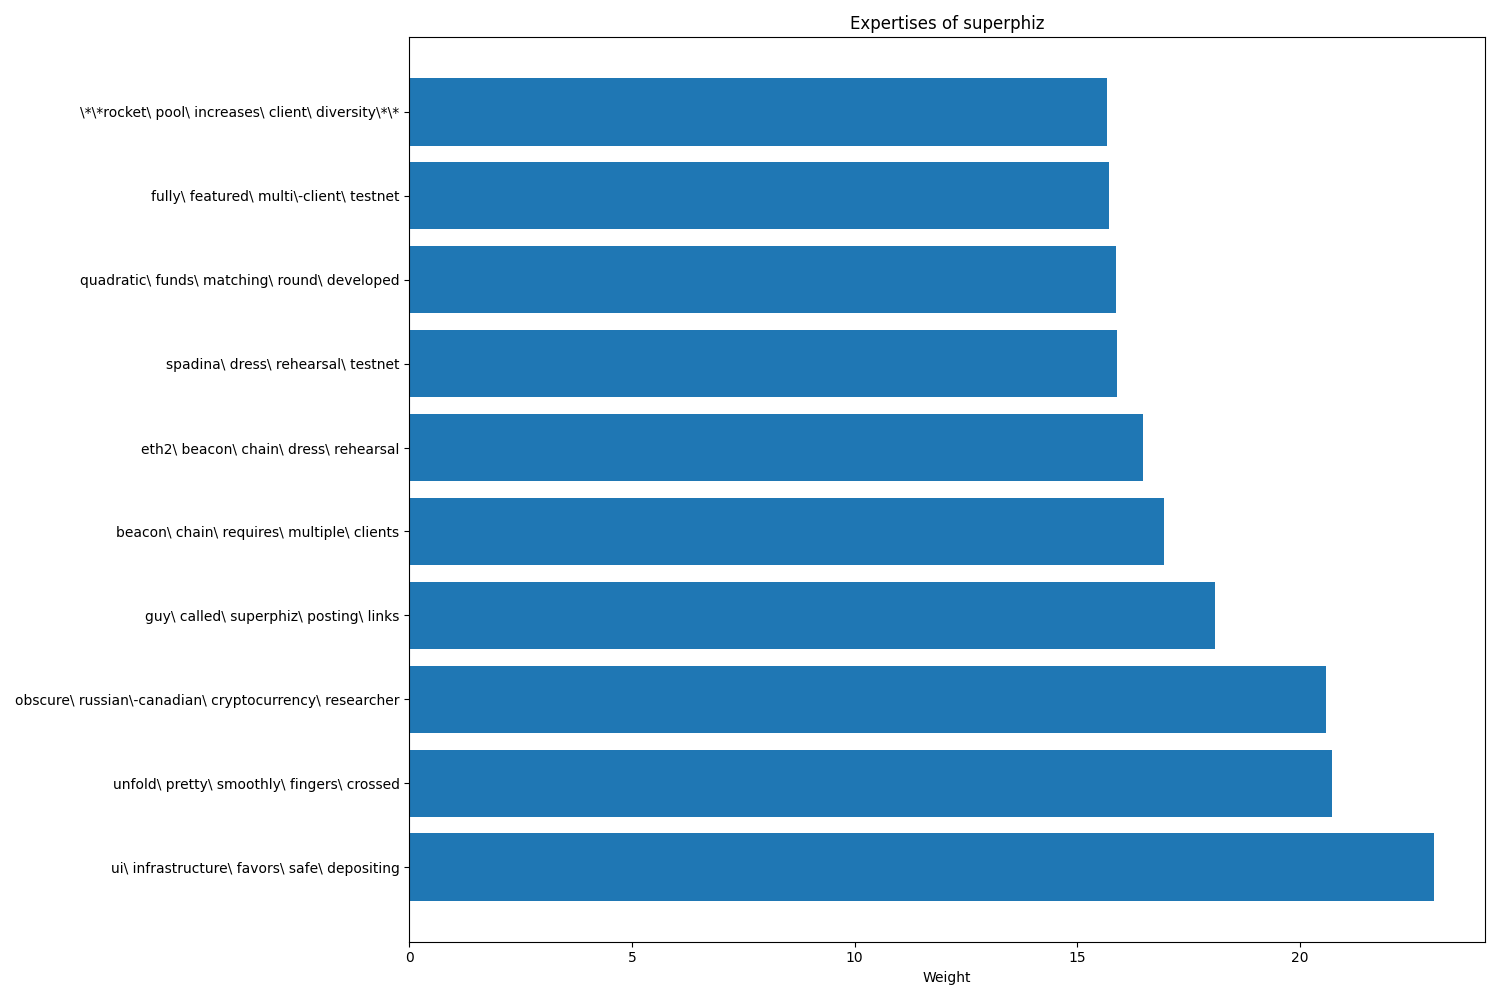 Expertises of superphiz
\*\*rocket\ pool\ increases\ client\ diversity\*\*
fully\ featured\ multi\-client\ testnet
quadratic\ funds\ matching\ round\ developed
spadina\ dress\ rehearsal\ testnet
eth2\ beacon\ chain\ dress\ rehearsal
beacon\ chain\ requires\ multiple\ clients
guy\ called\ superphiz\ posting\ links
obscure\ russian\-canadian\ cryptocurrency\ researcher
unfold\ pretty\ smoothly\ fingers\ crossed
ui\ infrastructure\ favors\ safe\ depositing
0 5 10 15 20
Weight